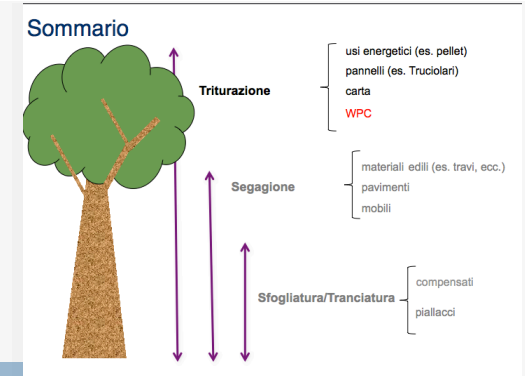 Sommario
Triturazione
usi energetici (es. pellet)
pannelli (es. Truciolari)
carta
WPC
Segagione
materiali edili (es. travi, ecc.)
pavimenti
mobili
Sfogliatura/Tranciatura
compensati
piallacci